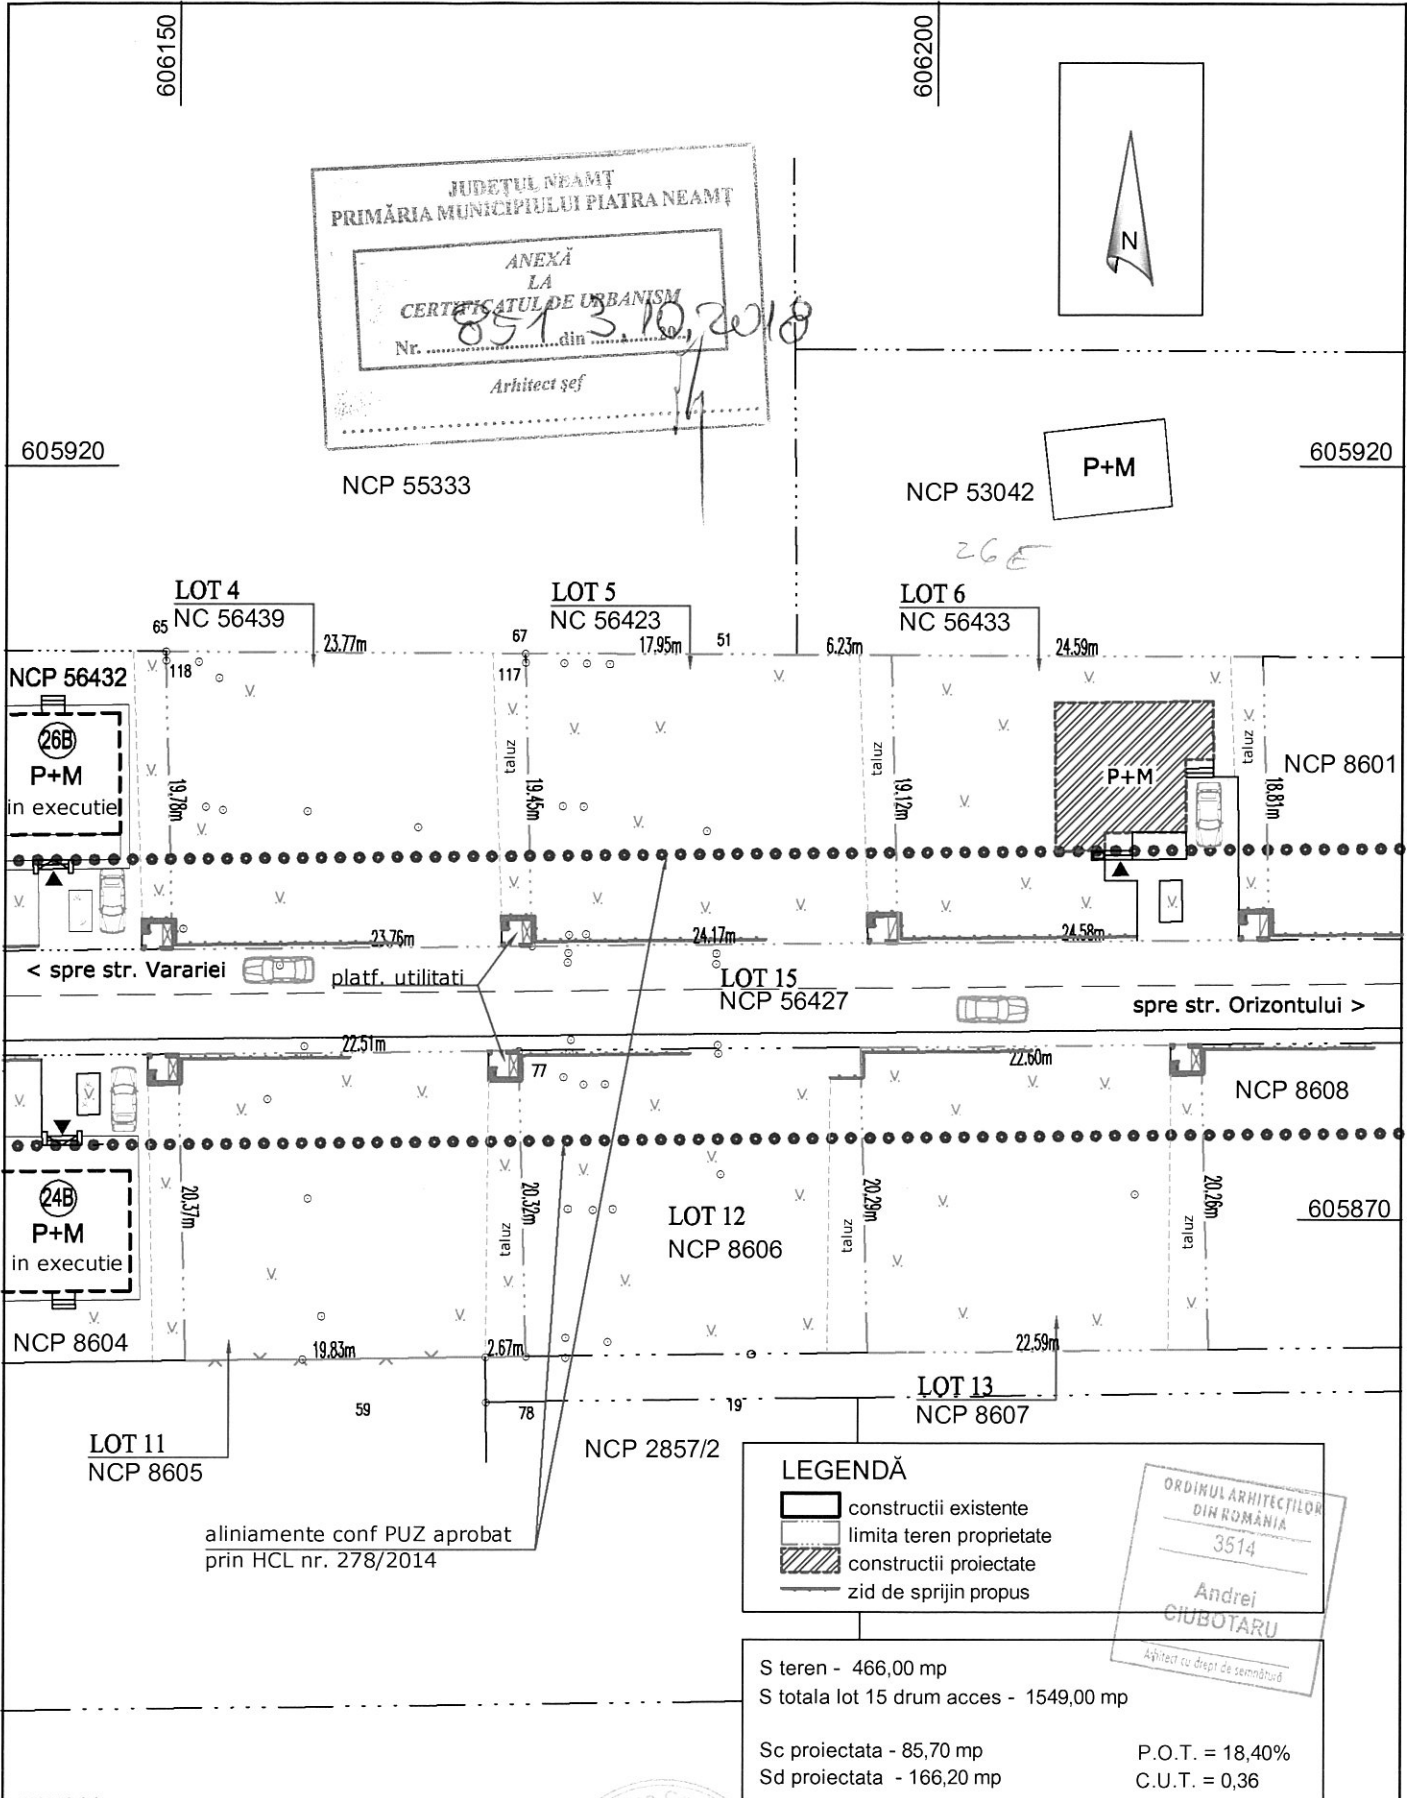 606150
606200
JUDEȚUL NEAMȚ
PRIMĂRIA MUNICIPIULUI PIATRA NEAMȚ
ANEXĂ
LA
CERTIFICATUL DE URBANISM
Nr. 851 din 3.10.2018
Arhitect șef
N
605920
605920
NCP 55333
NCP 53042
P+M
26 E
LOT 4
NC 56439
LOT 5
NC 56423
LOT 6
NC 56433
65
23.77m
67
17.95m
51
6.23m
24.59m
118
117
NCP 56432
26B
P+M
in executie
19.78m
taluz
19.45m
taluz
19.12m
P+M
taluz
18.81m
NCP 8601
23.76m
24.17m
24.58m
< spre str. Varariei
platf. utilitati
LOT 15
NCP 56427
spre str. Orizontului >
22.51m
77
22.60m
NCP 8608
24B
P+M
in executie
20.37m
taluz
20.32m
LOT 12
NCP 8606
taluz
20.29m
taluz
20.26m
605870
NCP 8604
19.83m
2.67m
22.59m
59
78
19
LOT 13
NCP 8607
LOT 11
NCP 8605
NCP 2857/2
aliniamente conf PUZ aprobat
prin HCL nr. 278/2014
LEGENDĂ
constructii existente
limita teren proprietate
constructii proiectate
zid de sprijin propus
ORDINUL ARHITECȚILOR
DIN ROMÂNIA
3514
Andrei
CIUBOTARU
Arhitect cu drept de semnătură
S teren - 466,00 mp
S totala lot 15 drum acces - 1549,00 mp
Sc proiectata - 85,70 mp P.O.T. = 18,40%
Sd proiectata - 166,20 mp C.U.T. = 0,36